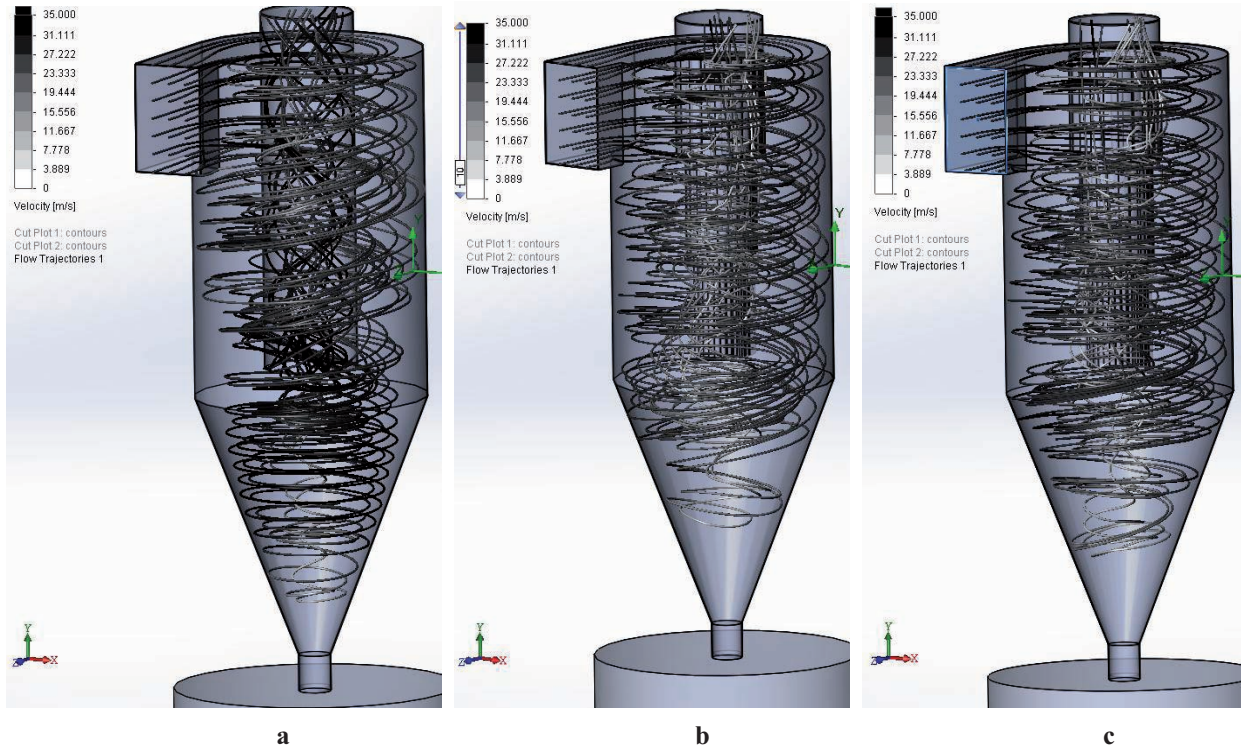 35.000
31.111
27.222
23.333
19.444
15.556
11.667
7.778
3.889
0
Velocity [m/s]
Cut Plot 1: contours
Cut Plot 2: contours
Flow Trajectories 1
Y
Y
Z
X
a
35.000
31.111
27.222
23.333
19.444
15.556
11.667
7.778
3.889
0
10
Velocity [m/s]
Cut Plot 1: contours
Cut Plot 2: contours
Flow Trajectories 1
Y
Y
Z
X
b
35.000
31.111
27.222
23.333
19.444
15.556
11.667
7.778
3.889
0
Velocity [m/s]
Cut Plot 1: contours
Cut Plot 2: contours
Flow Trajectories 1
Y
Y
Z
X
c